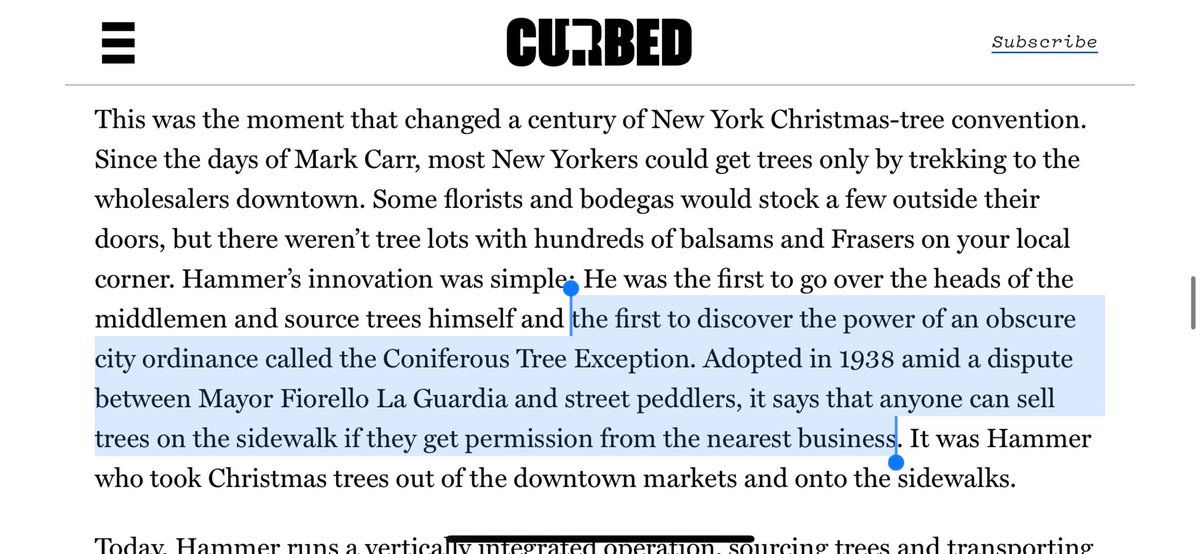 CURBED
Subscribe
This was the moment that changed a century of New York Christmas-tree convention.
Since the days of Mark Carr, most New Yorkers could get trees only by trekking to the
wholesalers downtown. Some florists and bodegas would stock a few outside their
doors, but there weren’t tree lots with hundreds of balsams and Frasers on your local
corner. Hammer’s innovation was simple: He was the first to go over the heads of the
middlemen and source trees himself and the first to discover the power of an obscure
city ordinance called the Coniferous Tree Exception. Adopted in 1938 amid a dispute
between Mayor Fiorello La Guardia and street peddlers, it says that anyone can sell
trees on the sidewalk if they get permission from the nearest business. It was Hammer
who took Christmas trees out of the downtown markets and onto the sidewalks.
Today, Hammer runs a vertically integrated operation, sourcing trees and transporting